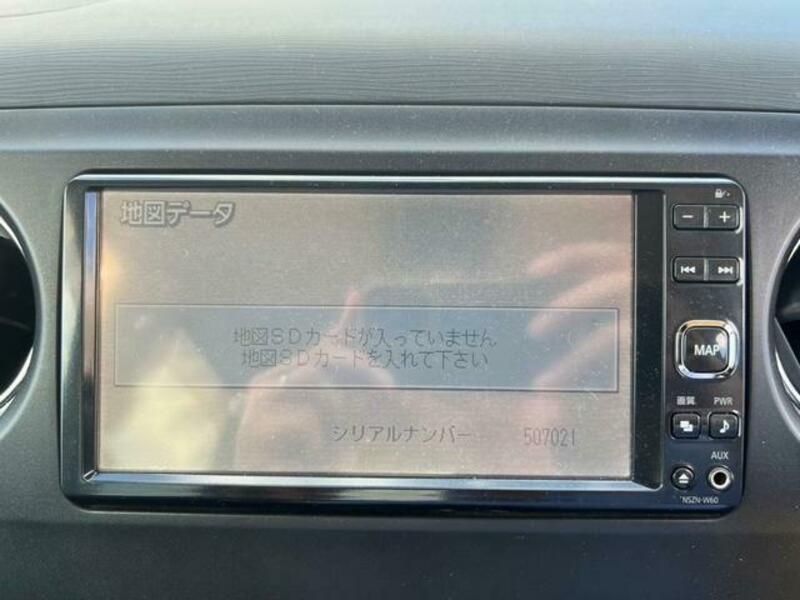 地図データ
地図SDカードが入っていません
地図SDカードを入れて下さい
シリアルナンバー 507021
MAP
画質 PWR
AUX
NSZN-W60